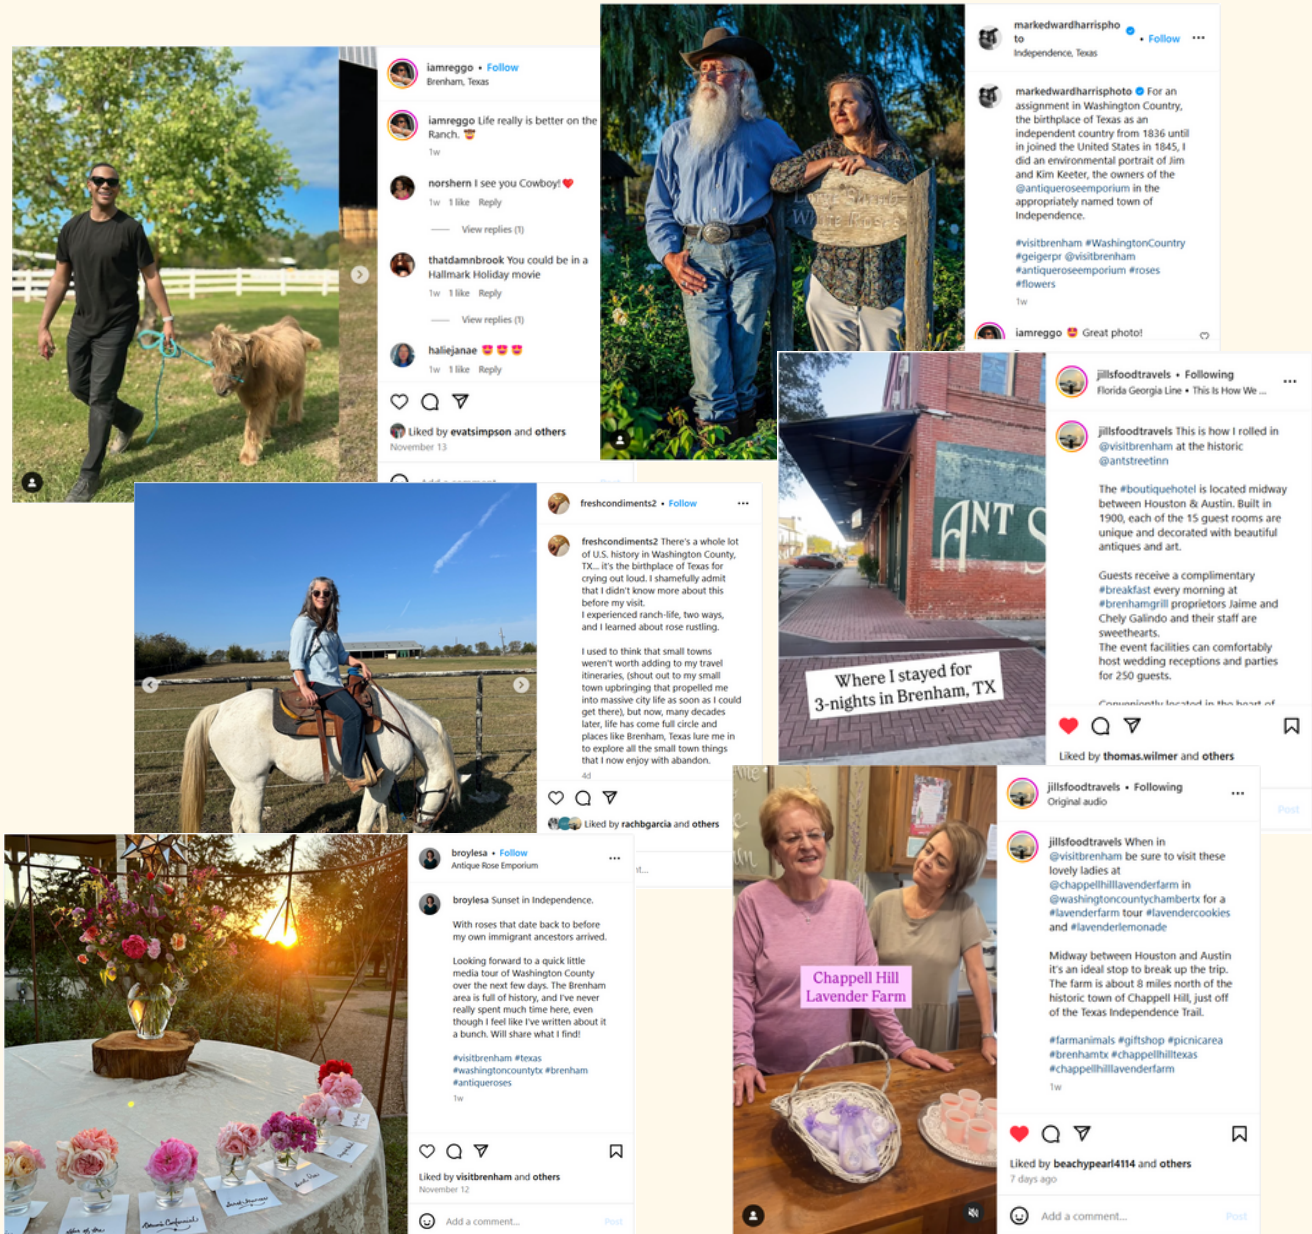 iamreggo • Follow
Brenham, Texas
iamreggo Life really is better on the
Ranch.
1w
norshern I see you Cowboy!
1w 1 like Reply
View replies (1)
thatdamnbrook You could be in a
Hallmark Holiday movie
1w 1 like Reply
View replies (1)
haliejanae
1w 1 like Reply
Liked by evatsimpson and others
November 13
markedwardharrispho
to
• Follow
Independence, Texas
markedwardharrisphoto For an
assignment in Washington Country,
the birthplace of Texas as an
independent country from 1836 until
in joined the United States in 1845, I
did an environmental portrait of Jim
and Kim Keeter, the owners of the
@antiqueroseemporium in the
appropriately named town of
Independence.
#visitbrenham #WashingtonCountry
#geigerpr @visitbrenham
#antiqueroseemporium #roses
#flowers
1w
iamreggo Great photo!
White Roses
freshcondiments2 • Follow
freshcondiments2 There's a whole lot
of U.S. history in Washington County,
TX... it's the birthplace of Texas for
crying out loud. I shamefully admit
that I didn't know more about this
before my visit.
I experienced ranch-life, two ways,
and I learned about rose rustling.
I used to think that small towns
weren't worth adding to my travel
itineraries, (shout out to my small
town upbringing that propelled me
into massive city life as soon as I could
get there), but now, many decades
later, life has come full circle and
places like Brenham, Texas lure me in
to explore all the small town things
that I now enjoy with abandon.
4d
Liked by rachbgarcia and others
ANT S
Where I stayed for
3-nights in Brenham, TX
jillsfoodtravels • Following
Florida Georgia Line • This Is How We ...
jillsfoodtravels This is how I rolled in
@visitbrenham at the historic
@antstreetinn
The #boutiquehotel is located midway
between Houston & Austin. Built in
1900, each of the 15 guest rooms are
unique and decorated with beautiful
antiques and art.
Guests receive a complimentary
#breakfast every morning at
#brenhamgrill proprietors Jaime and
Chely Galindo and their staff are
sweethearts.
The event facilities can comfortably
host wedding receptions and parties
for 250 guests.
Conveniently located in the heart of
Liked by thomas.wilmer and others
Post
broylesa • Follow
Antique Rose Emporium
broylesa Sunset in Independence.
With roses that date back to before
my own immigrant ancestors arrived.
Looking forward to a quick little
media tour of Washington County
over the next few days. The Brenham
area is full of history, and I've never
really spent much time here, even
though I feel like I've written about it
a bunch. Will share what I find!
#visitbrenham #texas
#washingtoncountytx #brenham
#antiqueroses
1w
Liked by visitbrenham and others
November 12
Add a comment...
Post
Chappell Hill
Lavender Farm
jillsfoodtravels • Following
Original audio
jillsfoodtravels When in
@visitbrenham be sure to visit these
lovely ladies at
@chappellhilllavenderfarm in
@washingtoncountychambertx for a
#lavenderfarm tour #lavendercookies
and #lavenderlemonade
Midway between Houston and Austin
it's an ideal stop to break up the trip.
The farm is about 8 miles north of the
historic town of Chappell Hill, just off
of the Texas Independence Trail.
#farmanimals #giftshop #picnicarea
#brenhamtx #chappellhilltexas
#chappellhilllavenderfarm
1w
Liked by beachypearl4114 and others
7 days ago
Add a comment...
Post